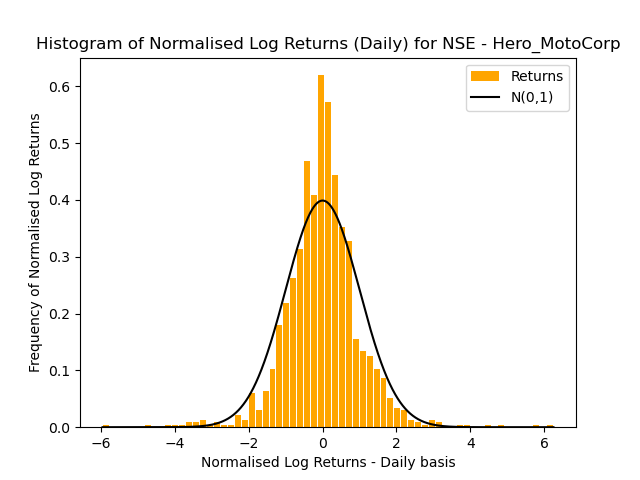 Histogram of Normalised Log Returns (Daily) for NSE - Hero_MotoCorp
Returns
N(0,1)
Frequency of Normalised Log Returns
0.6
0.5
0.4
0.3
0.2
0.1
0.0
−6 −4 −2 0 2 4 6
Normalised Log Returns - Daily basis